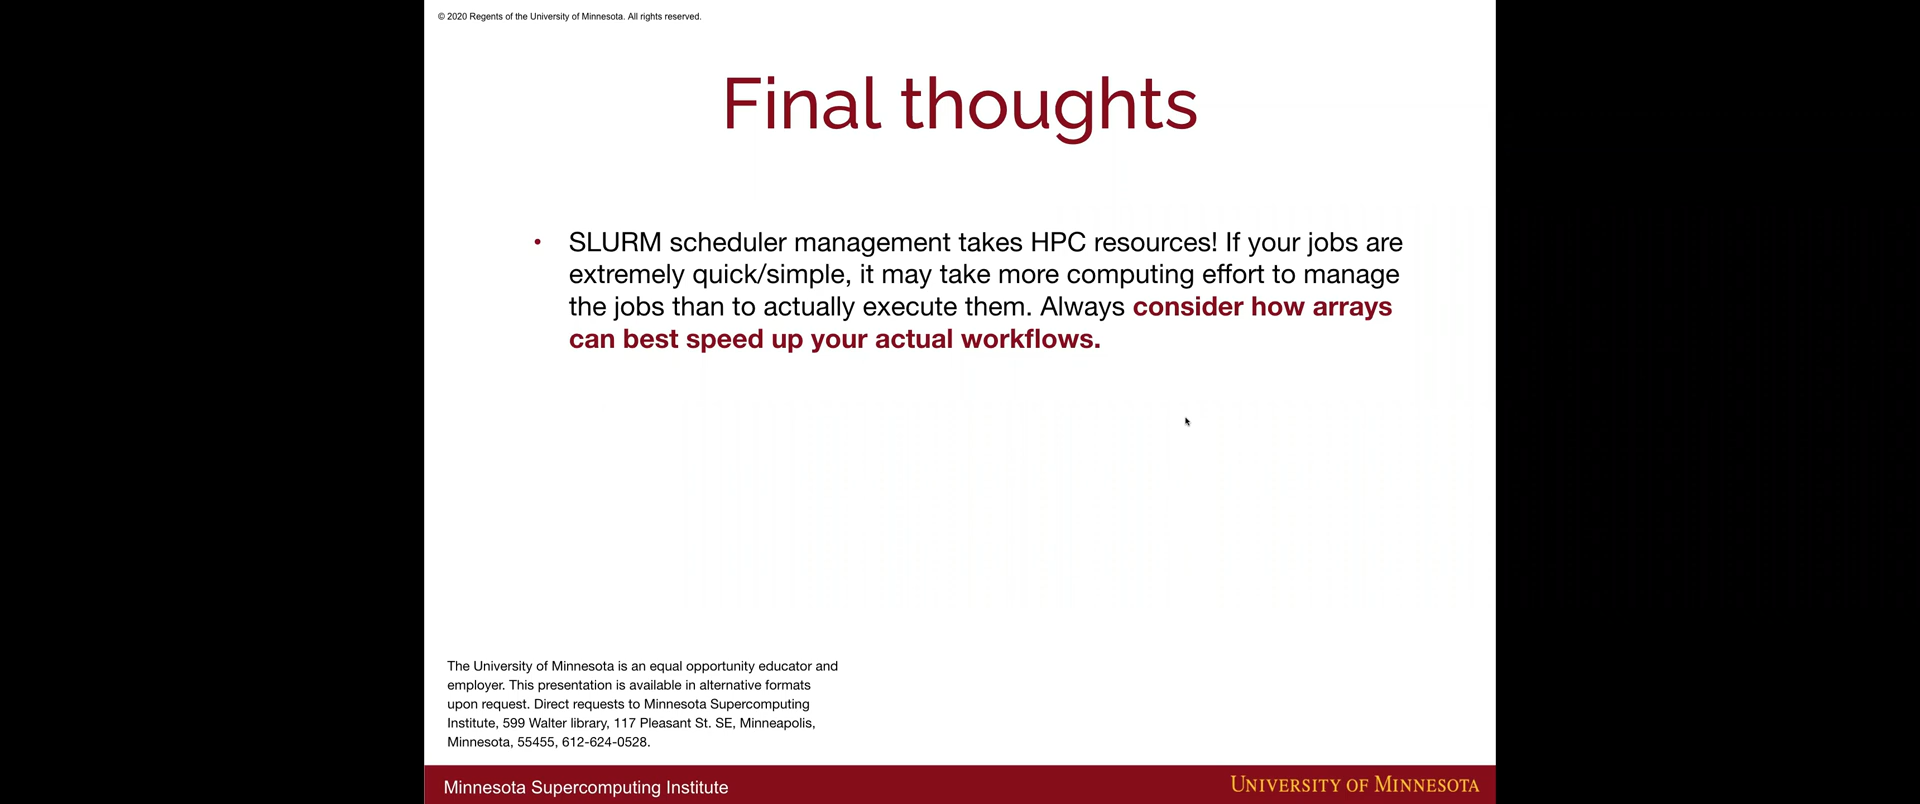 © 2020 Regents of the University of Minnesota. All rights reserved.
Final thoughts
• SLURM scheduler management takes HPC resources! If your jobs are
extremely quick/simple, it may take more computing effort to manage
the jobs than to actually execute them. Always consider how arrays
can best speed up your actual workflows.
The University of Minnesota is an equal opportunity educator and
employer. This presentation is available in alternative formats
upon request. Direct requests to Minnesota Supercomputing
Institute, 599 Walter library, 117 Pleasant St. SE, Minneapolis,
Minnesota, 55455, 612-624-0528.
Minnesota Supercomputing Institute
UNIVERSITY OF MINNESOTA